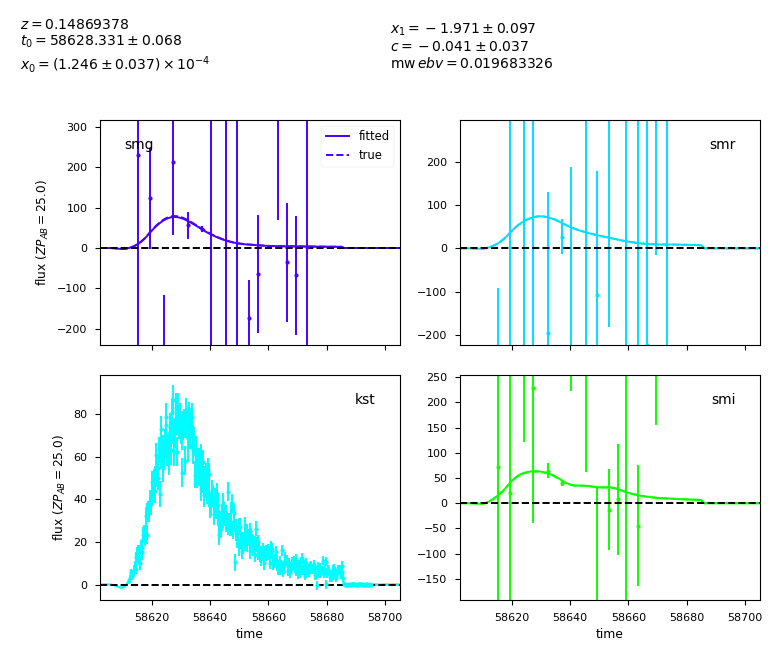 z = 0.14869378
t₀ = 58628.331 ± 0.068
x₀ = (1.246 ± 0.037) × 10⁻⁴
x₁ = −1.971 ± 0.097
c = −0.041 ± 0.037
mw ebv = 0.019683326
smg
fitted
true
300
200
100
0
−100
−200
flux (ZP_AB = 25.0)
smr
200
100
0
−100
−200
kst
80
60
40
20
0
flux (ZP_AB = 25.0)
58620 58640 58660 58680 58700
time
smi
250
200
150
100
50
0
−50
−100
−150
58620 58640 58660 58680 58700
time